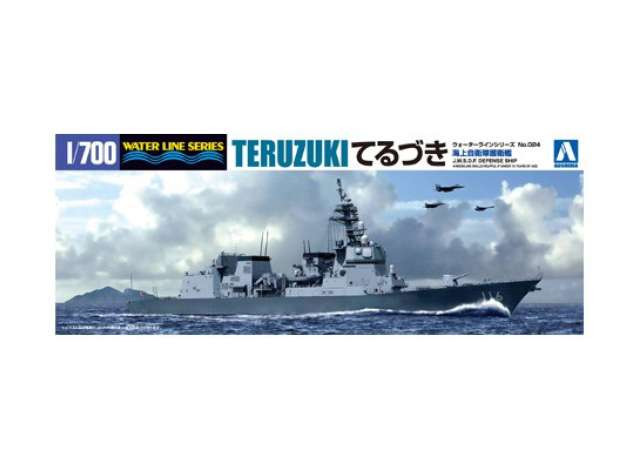 1/700
WATER LINE SERIES
TERUZUKI てるづき
ウォーターラインシリーズ No.024
海上自衛隊護衛艦
J.M.S.D.F. DEFENSE SHIP
A
AOSHIMA